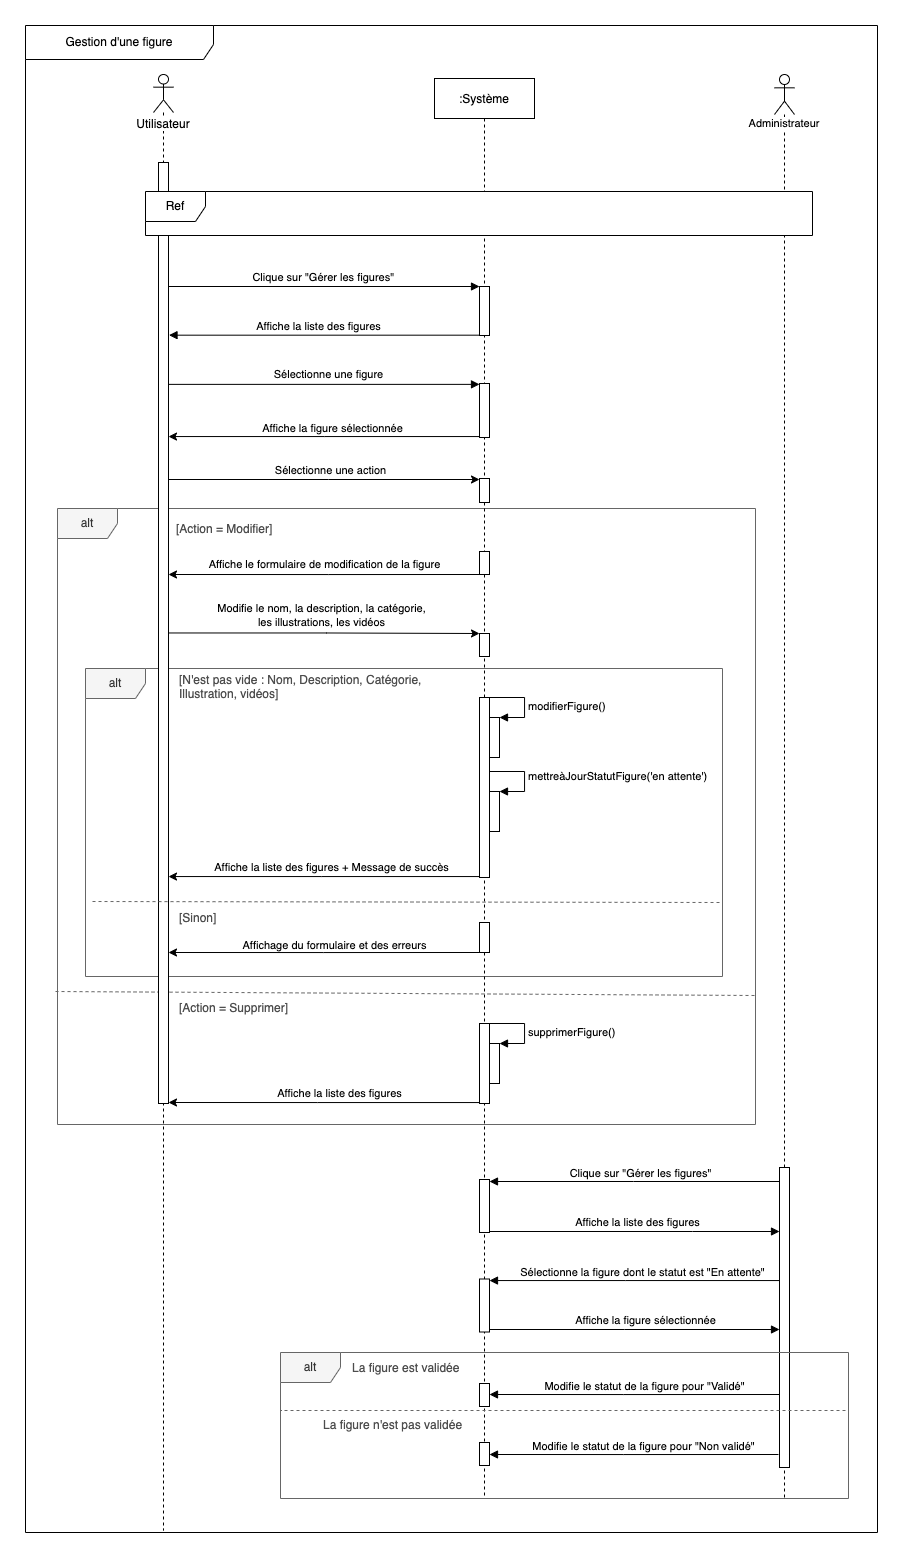 Gestion d'une figure
Utilisateur
:Système
Administrateur
Ref
Clique sur "Gérer les figures"
Affiche la liste des figures
Sélectionne une figure
Affiche la figure sélectionnée
Sélectionne une action
alt
[Action = Modifier]
Affiche le formulaire de modification de la figure
Modifie le nom, la description, la catégorie,
les illustrations, les vidéos
alt
[N'est pas vide : Nom, Description, Catégorie,
Illustration, vidéos]
modifierFigure()
mettreàJourStatutFigure('en attente')
Affiche la liste des figures + Message de succès
[Sinon]
Affichage du formulaire et des erreurs
[Action = Supprimer]
supprimerFigure()
Affiche la liste des figures
Clique sur "Gérer les figures"
Affiche la liste des figures
Sélectionne la figure dont le statut est "En attente"
Affiche la figure sélectionnée
alt
La figure est validée
Modifie le statut de la figure pour "Validé"
La figure n'est pas validée
Modifie le statut de la figure pour "Non validé"